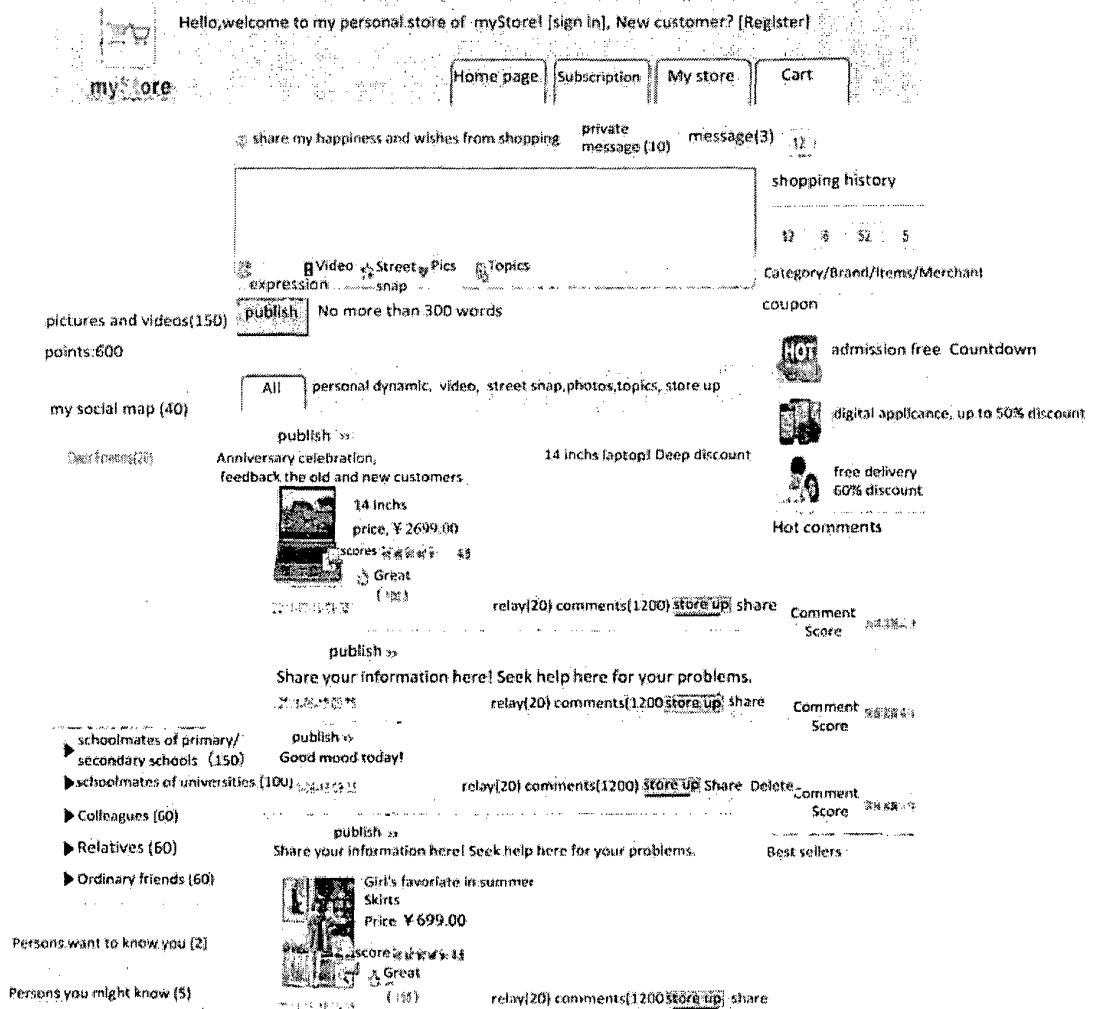 Hello,welcome to my personal store of myStore! [sign in], New customer? [Register]
Home page Subscription My store Cart
share my happiness and wishes from shopping private message (10) message(3) 12
shopping history
12 6 52 5
expression Video Street snap Pics Topics
Category/Brand/Items/Merchant
publish No more than 300 words
coupon
pictures and videos(150)
points:600
admission free Countdown
All personal dynamic, video, street snap,photos,topics, store up
my social map (40)
digital applicance, up to 50% discount
publish »
Anniversary celebration,
feedback the old and new customers
14 inchs laptop! Deep discount
free delivery
60% discount
14 inchs
price, ¥ 2699.00
scores
Great
Hot comments
relay(20) comments(1200) store up share
Comment
Score
publish »
Share your information here! Seek help here for your problems.
relay(20) comments(1200 store up share
Comment
Score
publish »
Good mood today!
schoolmates of primary/
secondary schools (150)
schoolmates of universities (100)
relay(20) comments(1200) store up Share Delete
Comment
Score
Colleagues (60)
Relatives (60)
Ordinary friends (60)
publish »
Share your information here! Seek help here for your problems.
Best sellers
HOT
Girl's favoriate in summer
Skirts
Price ¥ 699.00
score
Great
Persons want to know you (2)
Persons you might know (5)
relay(20) comments(1200 store up share